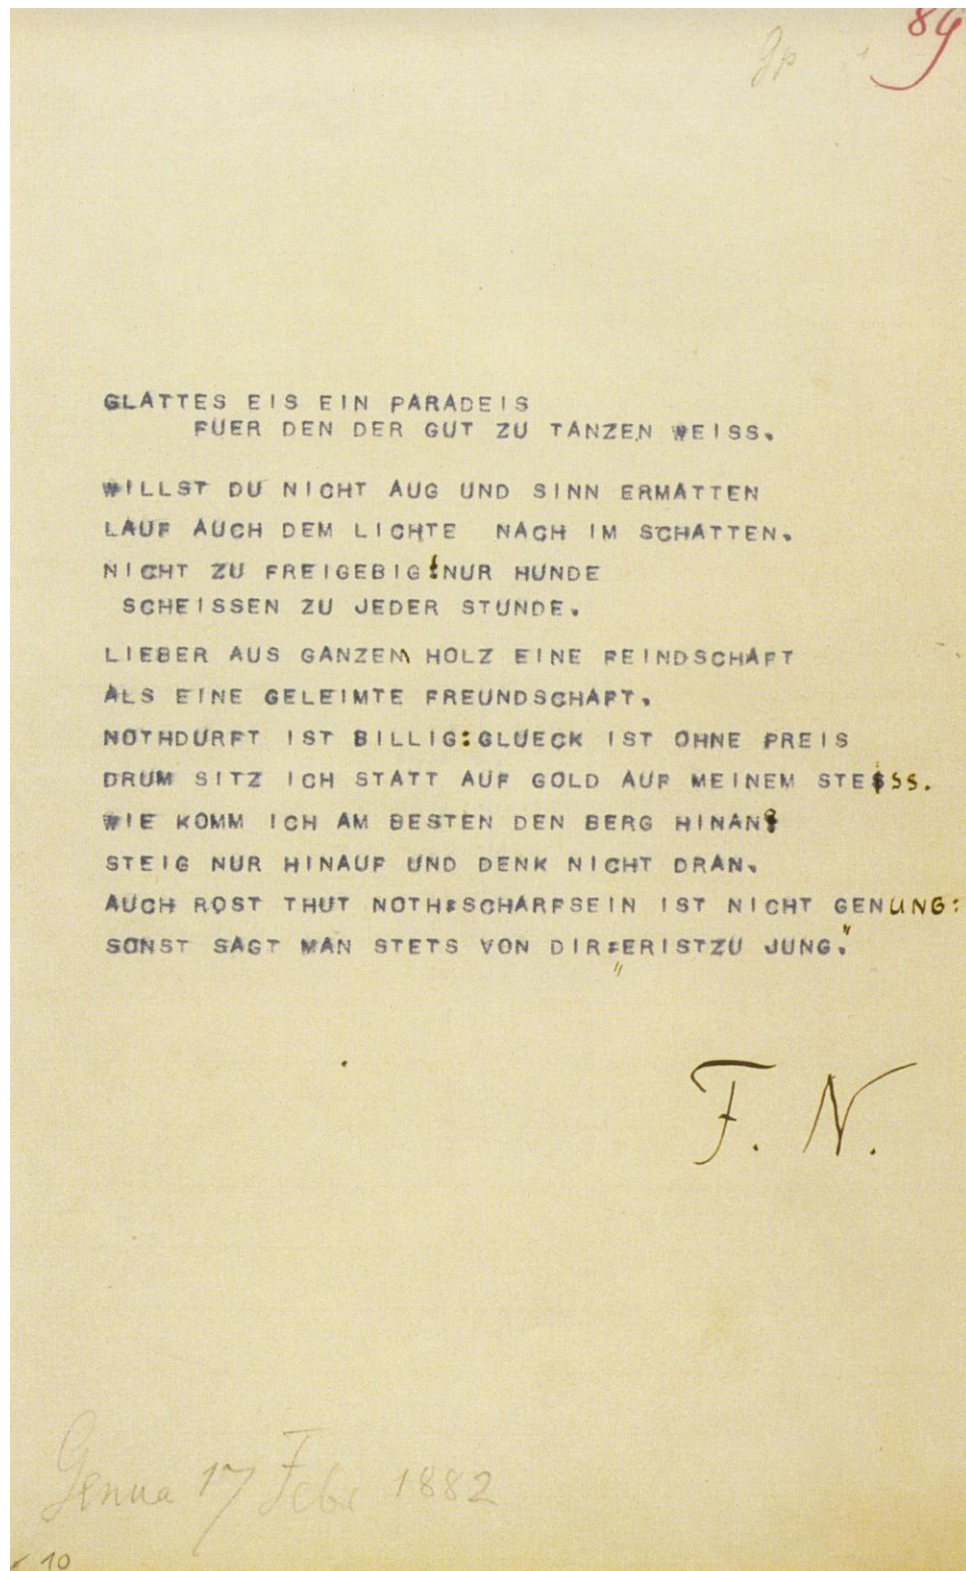 89
GLATTES EIS EIN PARADEIS
FUER DEN DER GUT ZU TANZEN WEISS.
WILLST DU NICHT AUG UND SINN ERMATTEN
LAUF AUCH DEM LICHTE NACH IM SCHATTEN.
NICHT ZU FREIGEBIG!NUR HUNDE
SCHEISSEN ZU JEDER STUNDE.
LIEBER AUS GANZEM HOLZ EINE FEINDSCHAFT
ALS EINE GELEIMTE FREUNDSCHAFT.
NOTHDURFT IST BILLIG:GLUECK IST OHNE PREIS
DRUM SITZ ICH STATT AUF GOLD AUF MEINEM STEISS.
WIE KOMM ICH AM BESTEN DEN BERG HINAN?
STEIG NUR HINAUF UND DENK NICHT DRAN.
AUCH ROST THUT NOTH:SCHARFSEIN IST NICHT GENUNG:
SONST SAGT MAN STETS VON DIR:„ERISTZU JUNG."
F. N.
Genua 17 Febr 1882
10